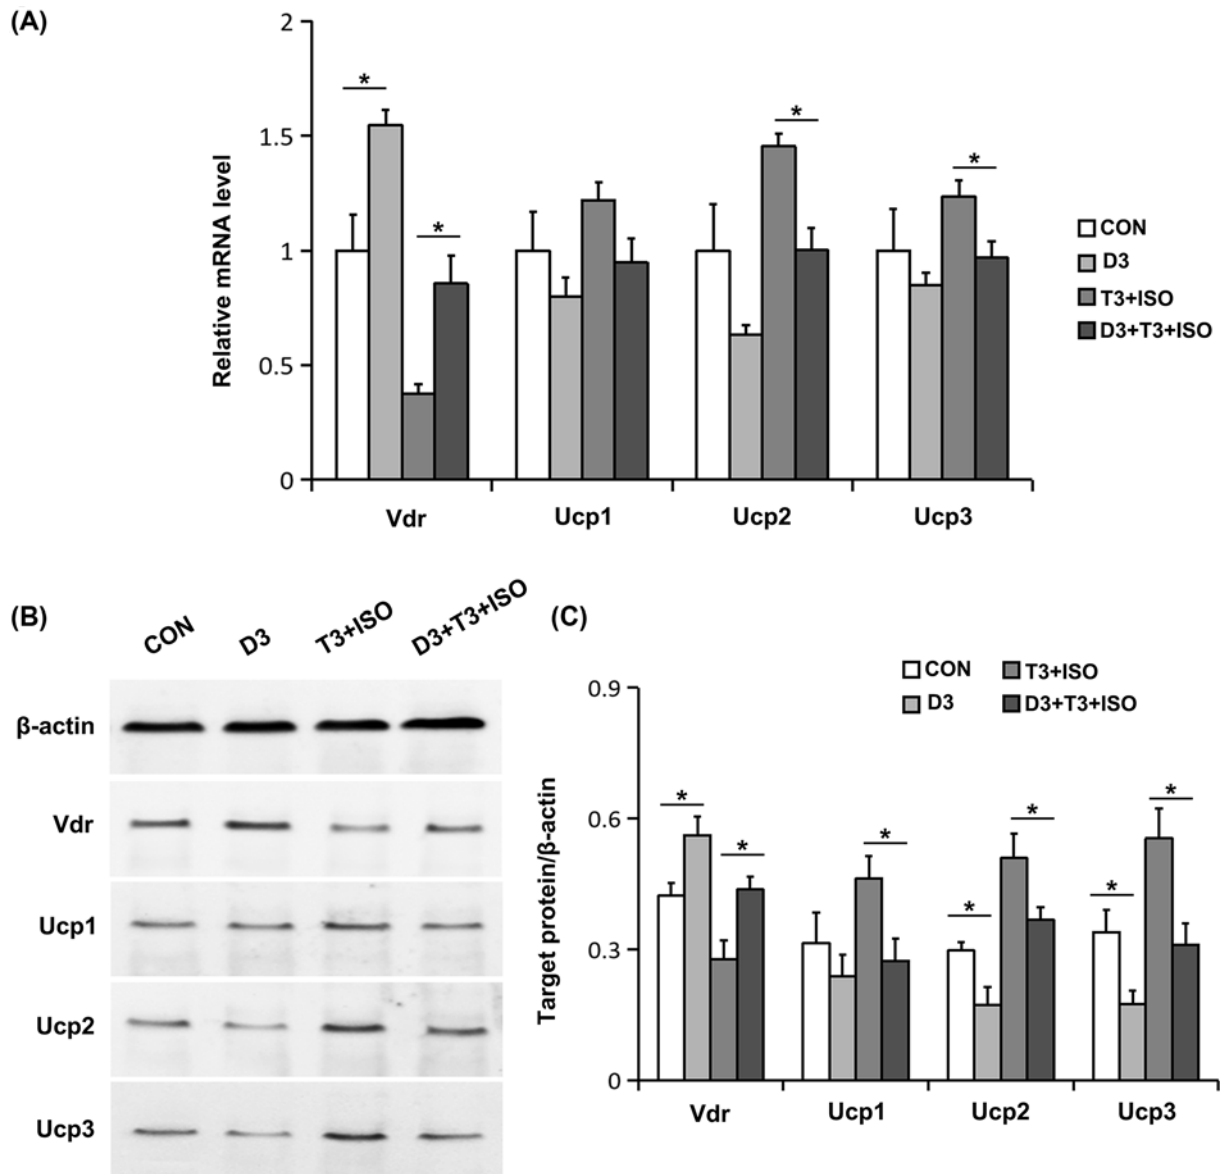 (A)
2
1.5
1
0.5
0
Relative mRNA level
*
*
*
*
Vdr
Ucp1
Ucp2
Ucp3
CON
D3
T3+ISO
D3+T3+ISO
(B)
CON
D3
T3+ISO
D3+T3+ISO
β-actin
Vdr
Ucp1
Ucp2
Ucp3
(C)
CON
D3
T3+ISO
D3+T3+ISO
0.9
0.6
0.3
0
Target protein/β-actin
*
*
*
*
*
*
*
Vdr
Ucp1
Ucp2
Ucp3